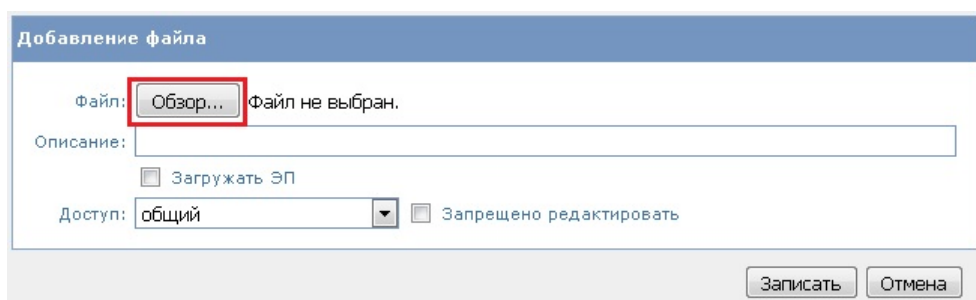 Добавление файла
Файл: Обзор... Файл не выбран.
Описание:
Загружать ЭП
Доступ: общий Запрещено редактировать
Записать Отмена